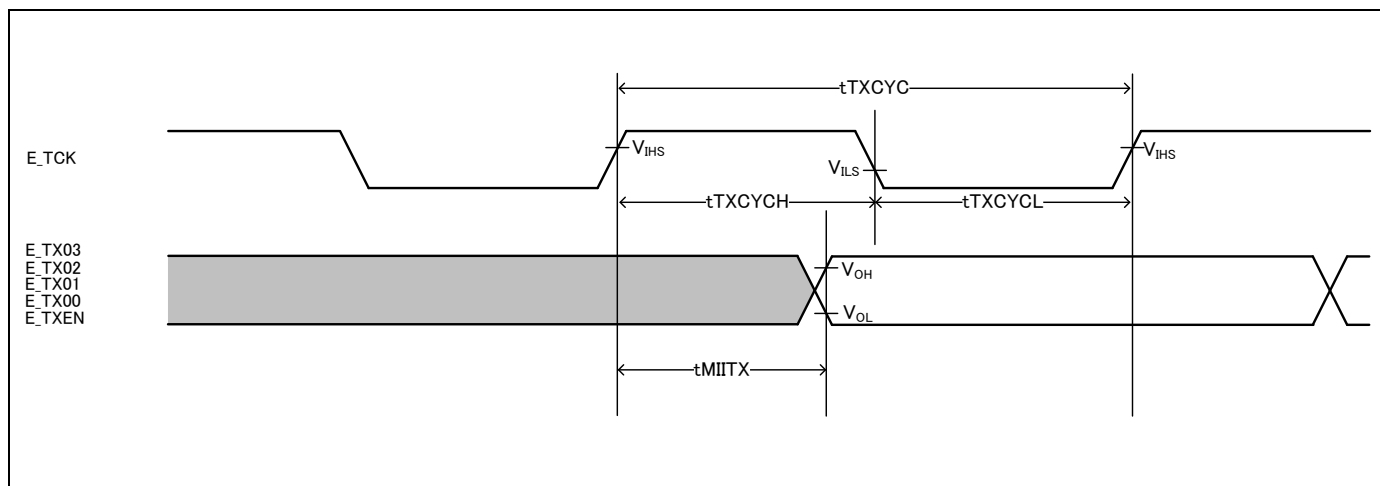 tTXCYC
E_TCK
VIHS
VILS
VIHS
tTXCYCH
tTXCYCL
E_TX03
E_TX02
E_TX01
E_TX00
E_TXEN
VOH
VOL
tMIITX